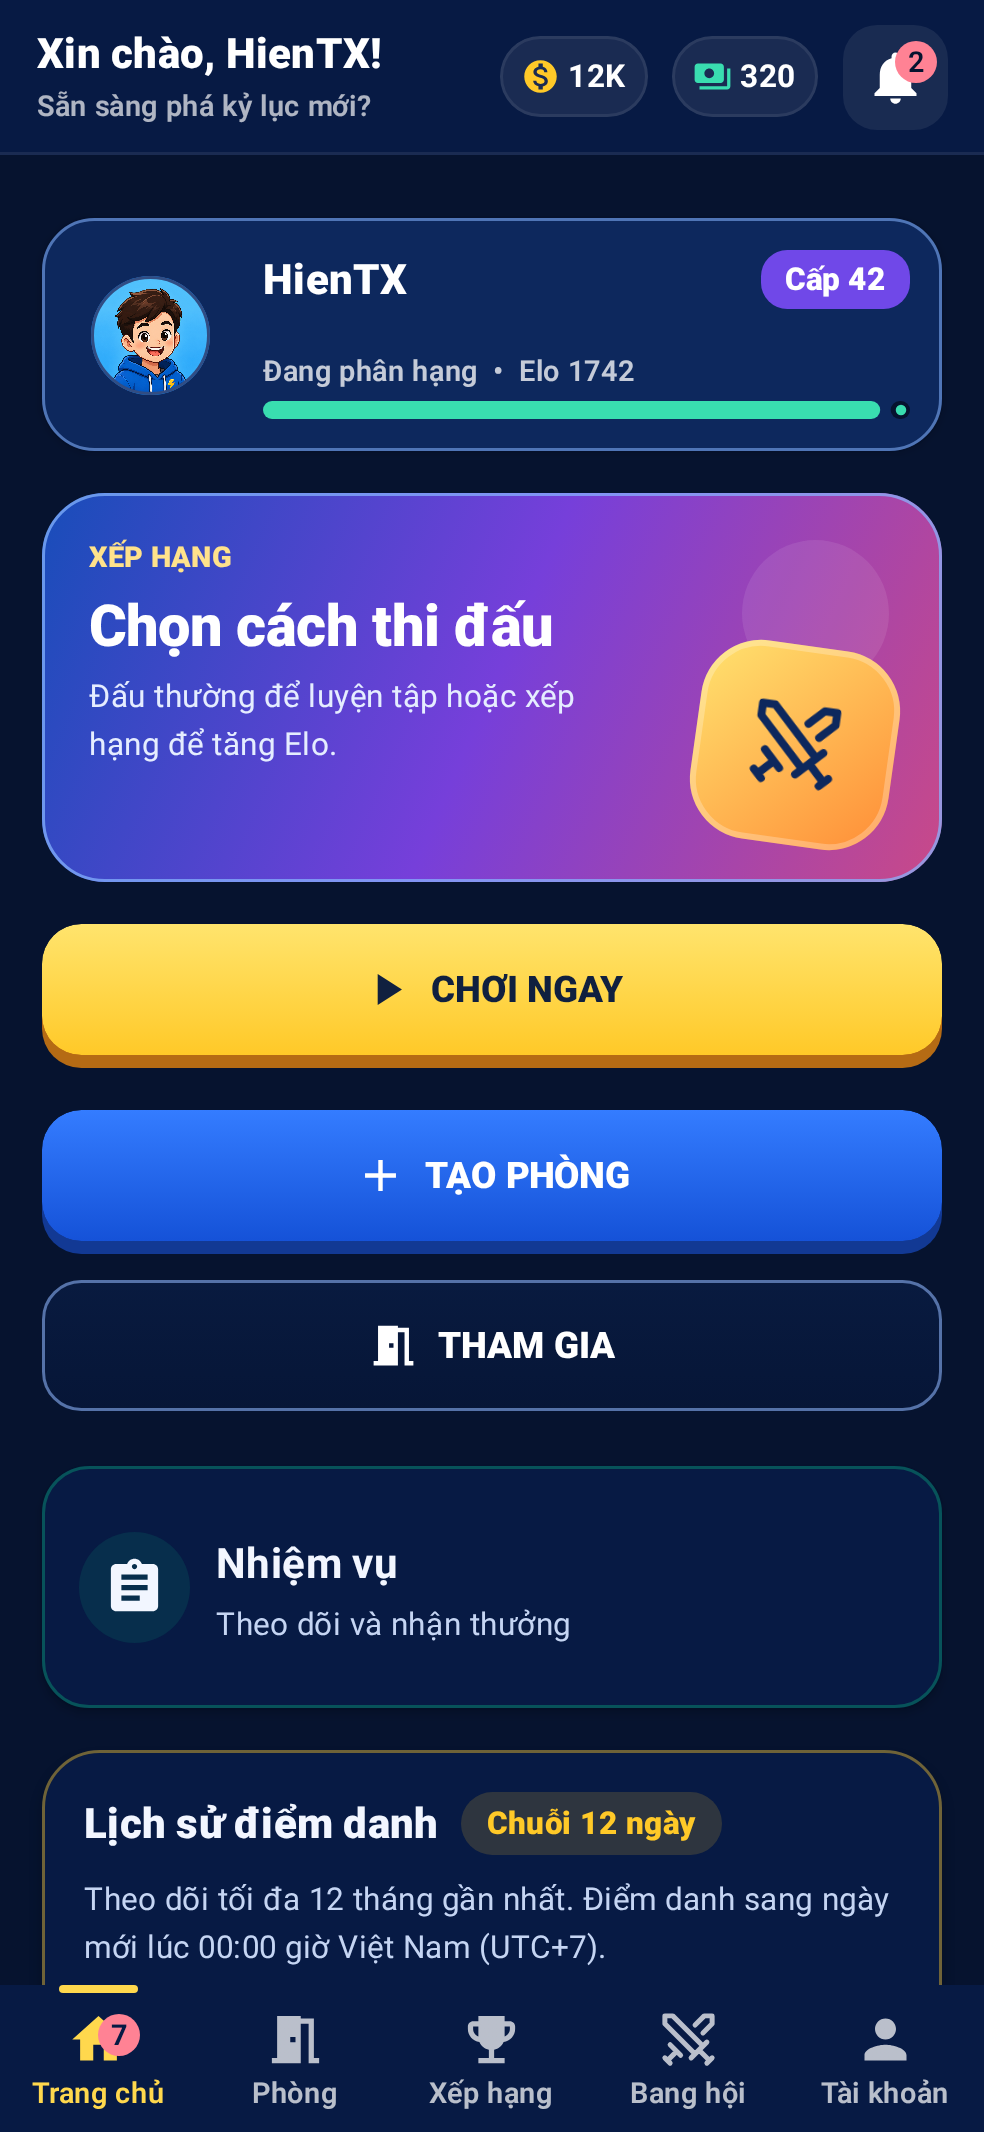 Xin chào, HienTX!
Sẵn sàng phá kỷ lục mới?
12K
320
2
HienTX
Cấp 42
Đang phân hạng • Elo 1742
XẾP HẠNG
Chọn cách thi đấu
Đấu thường để luyện tập hoặc xếp
hạng để tăng Elo.
CHƠI NGAY
TẠO PHÒNG
THAM GIA
Nhiệm vụ
Theo dõi và nhận thưởng
Lịch sử điểm danh
Chuỗi 12 ngày
Theo dõi tối đa 12 tháng gần nhất. Điểm danh sang ngày
mới lúc 00:00 giờ Việt Nam (UTC+7).
7
Trang chủ
Phòng
Xếp hạng
Bang hội
Tài khoản